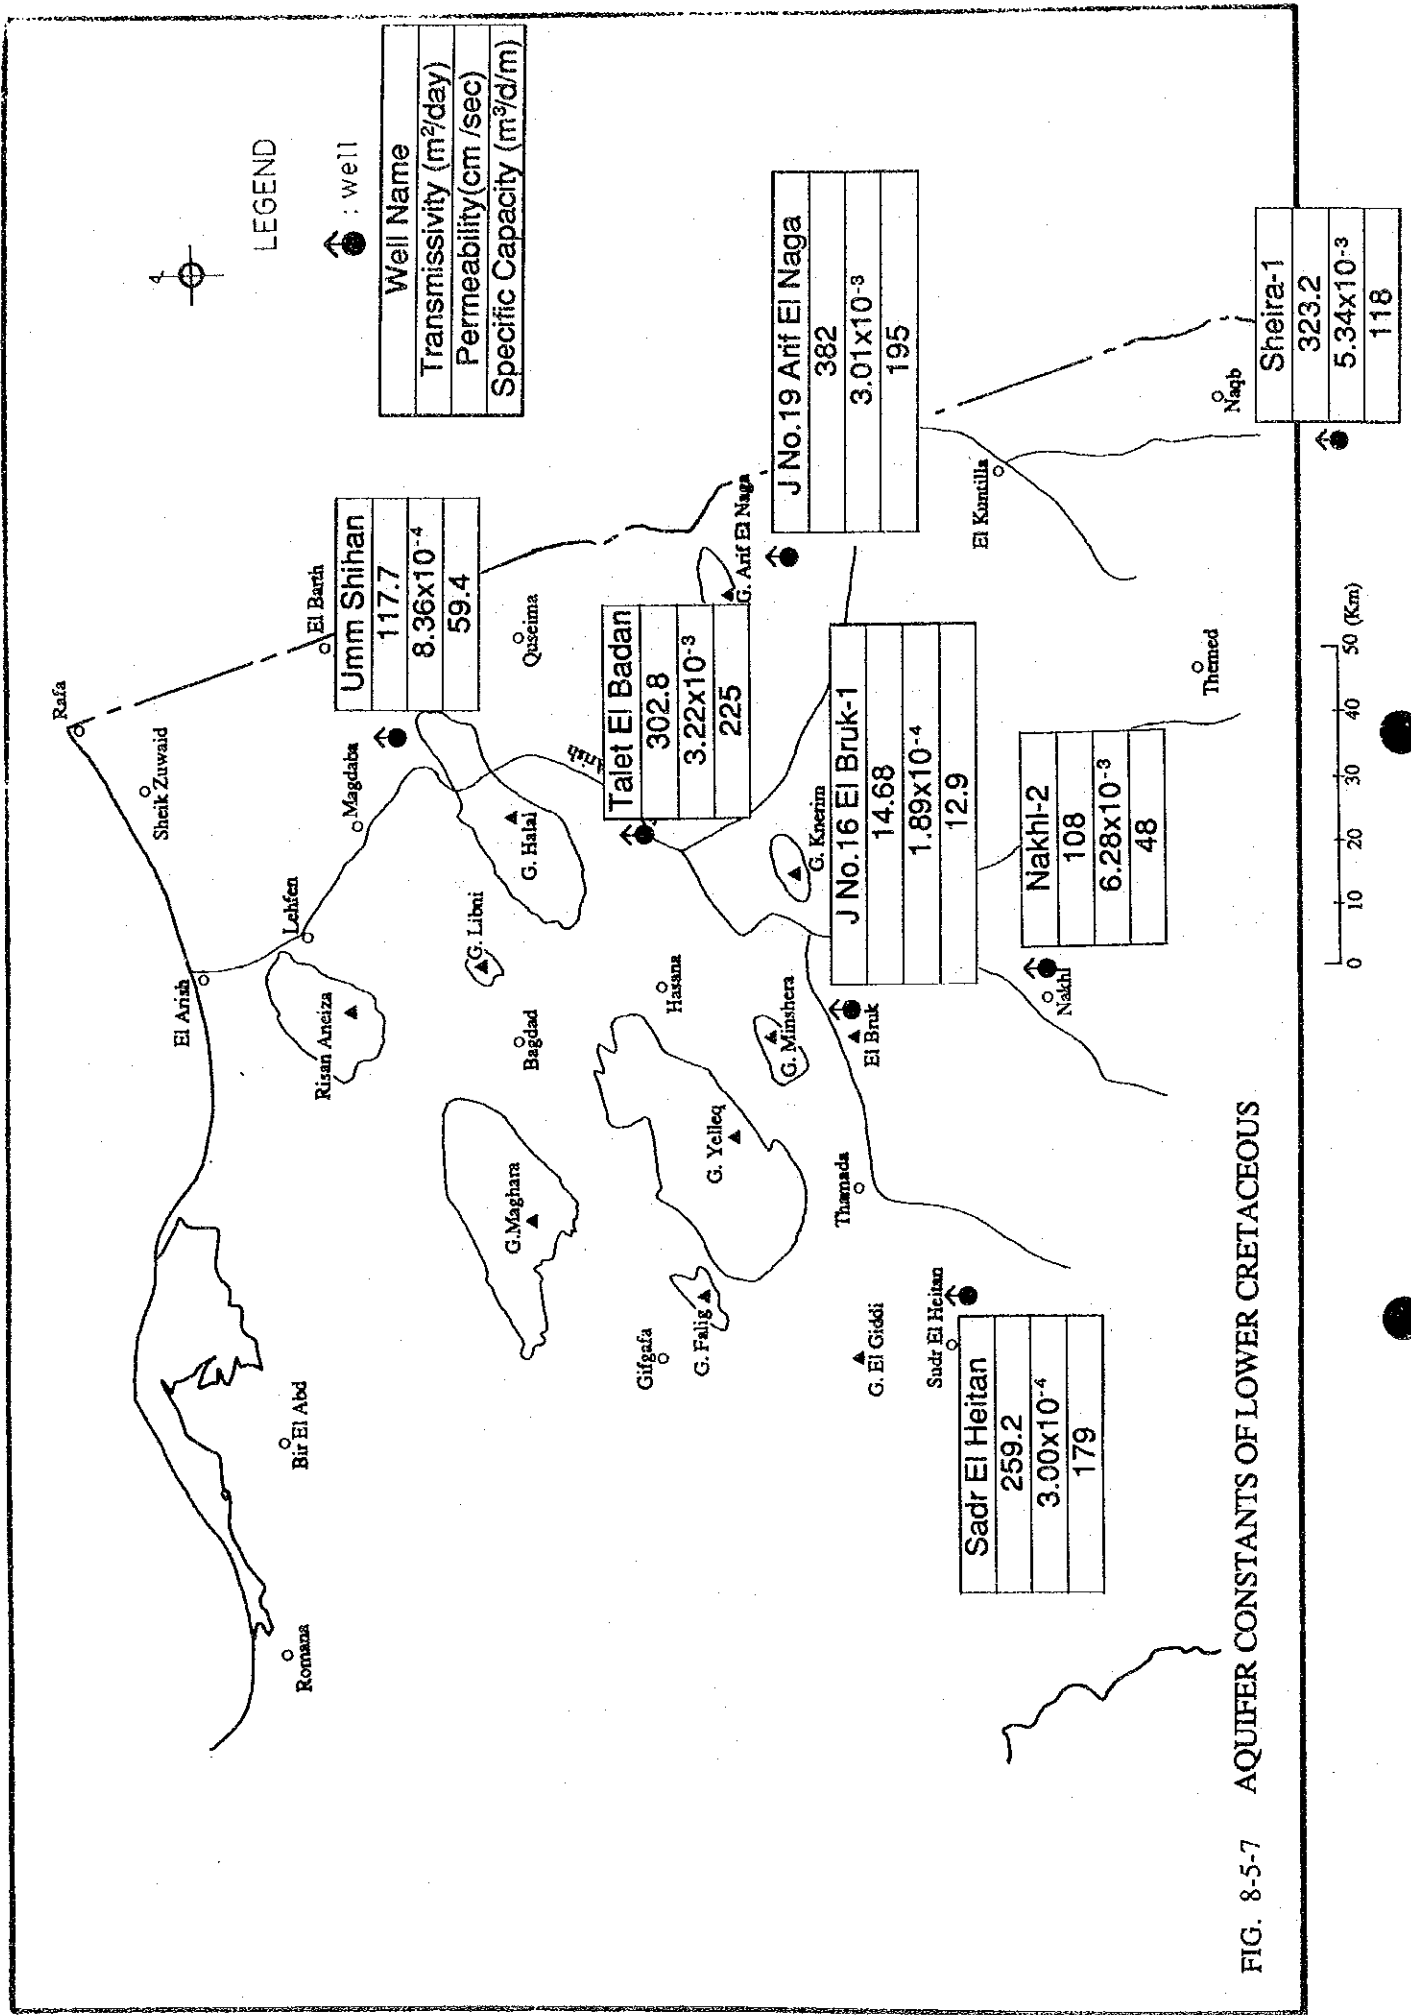 LEGEND
: well
Well Name
Transmissivity (m²/day)
Permeability(cm /sec)
Specific Capacity (m³/d/m)
Rafa
Sheik Zuwaid
El Barth
El Arish
Lehfen
Magdaba
Risan Aneiza
Bir El Abd
Romana
Umm Shihan
117.7
8.36x10⁻⁴
59.4
G. Libni
G. Halal
Quseima
G.Maghara
Bagdad
Arish
Talet El Badan
302.8
3.22x10⁻³
225
G. Arif El Naga
J No.19 Arif El Naga
382
3.01x10⁻³
195
Hasana
Gifgafa
G. Falig
G. Yelleq
G. Minshera
G. Knerim
El Bruk
J No.16 El Bruk-1
14.68
1.89x10⁻⁴
12.9
Thamada
G. El Giddi
Sudr El Heitan
Sadr El Heitan
259.2
3.00x10⁻⁴
179
El Kuntilla
Nakhl
Nakhl-2
108
6.28x10⁻³
48
Themed
Naqb
Sheira-1
323.2
5.34x10⁻³
118
0 10 20 30 40 50 (Km)
FIG. 8-5-7 AQUIFER CONSTANTS OF LOWER CRETACEOUS